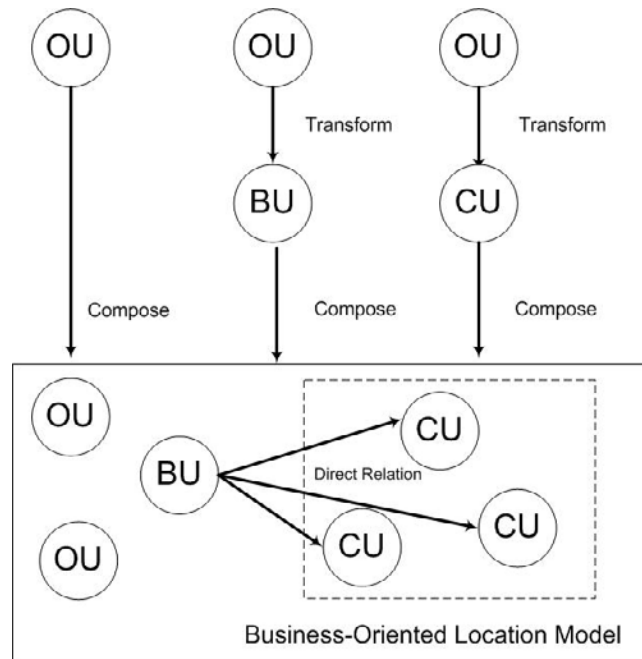 OU OU OU
Transform Transform
BU CU
Compose Compose Compose
OU
CU
BU
Direct Relation
CU
OU
CU
Business-Oriented Location Model